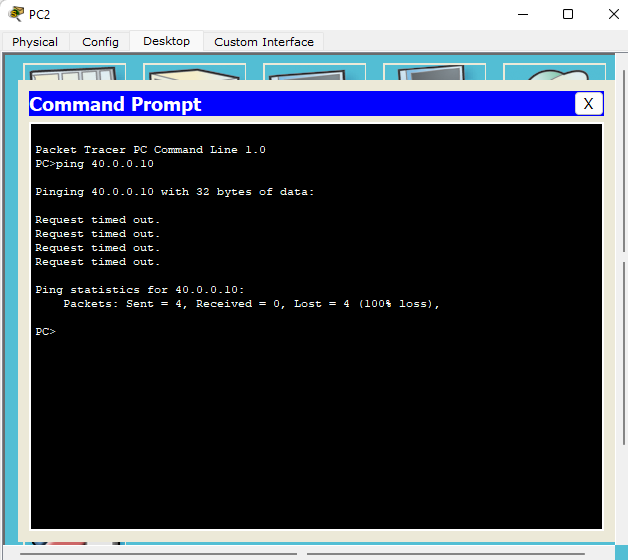 PC2
Physical Config Desktop Custom Interface
Command Prompt X
Packet Tracer PC Command Line 1.0
PC>ping 40.0.0.10
Pinging 40.0.0.10 with 32 bytes of data:
Request timed out.
Request timed out.
Request timed out.
Request timed out.
Ping statistics for 40.0.0.10:
Packets: Sent = 4, Received = 0, Lost = 4 (100% loss),
PC>